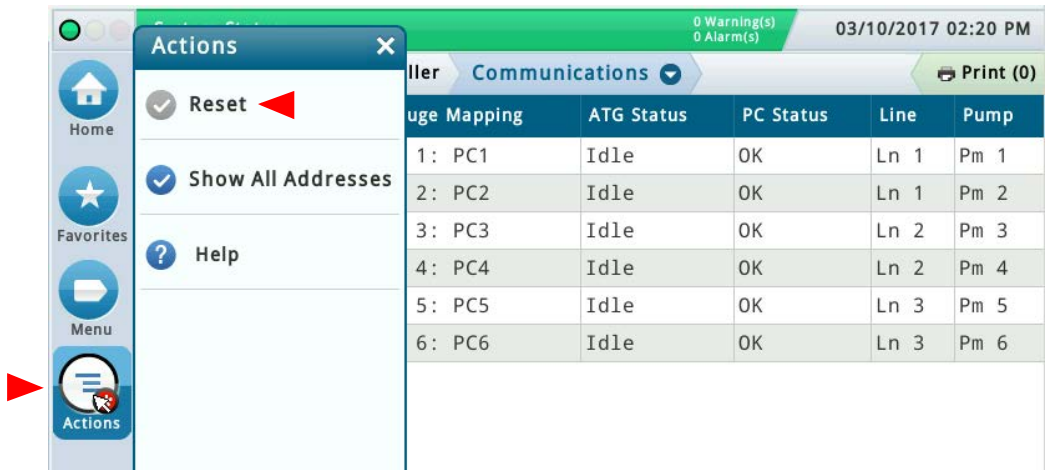 0 Warning(s)
0 Alarm(s)
03/10/2017 02:20 PM
Actions ×
ller Communications
Print (0)
Home
Favorites
Menu
Actions
Reset
Show All Addresses
? Help
uge Mapping ATG Status PC Status Line Pump
1: PC1 Idle OK Ln 1 Pm 1
2: PC2 Idle OK Ln 1 Pm 2
3: PC3 Idle OK Ln 2 Pm 3
4: PC4 Idle OK Ln 2 Pm 4
5: PC5 Idle OK Ln 3 Pm 5
6: PC6 Idle OK Ln 3 Pm 6